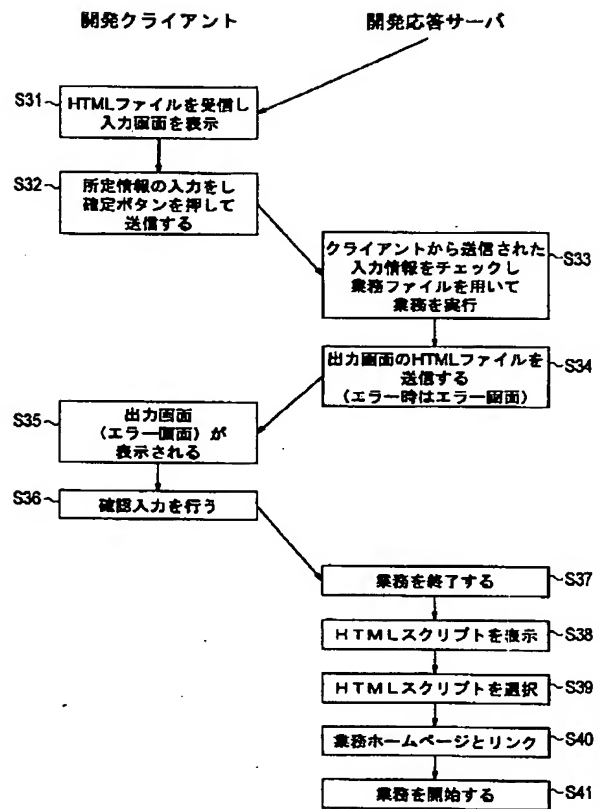 開発クライアント
開発応答サーバ
S31
HTMLファイルを受信し
入力画面を表示
S32
所定情報の入力をし
確定ボタンを押して
送信する
クライアントから送信された
入力情報をチェックし
業務ファイルを用いて
業務を実行
S33
出力画面のHTMLファイルを
送信する
(エラー時はエラー画面)
S34
S35
出力画面
(エラー画面)が
表示される
S36
確認入力を行う
業務を終了する
S37
HTMLスクリプトを表示
S38
HTMLスクリプトを選択
S39
業務ホームページとリンク
S40
業務を開始する
S41